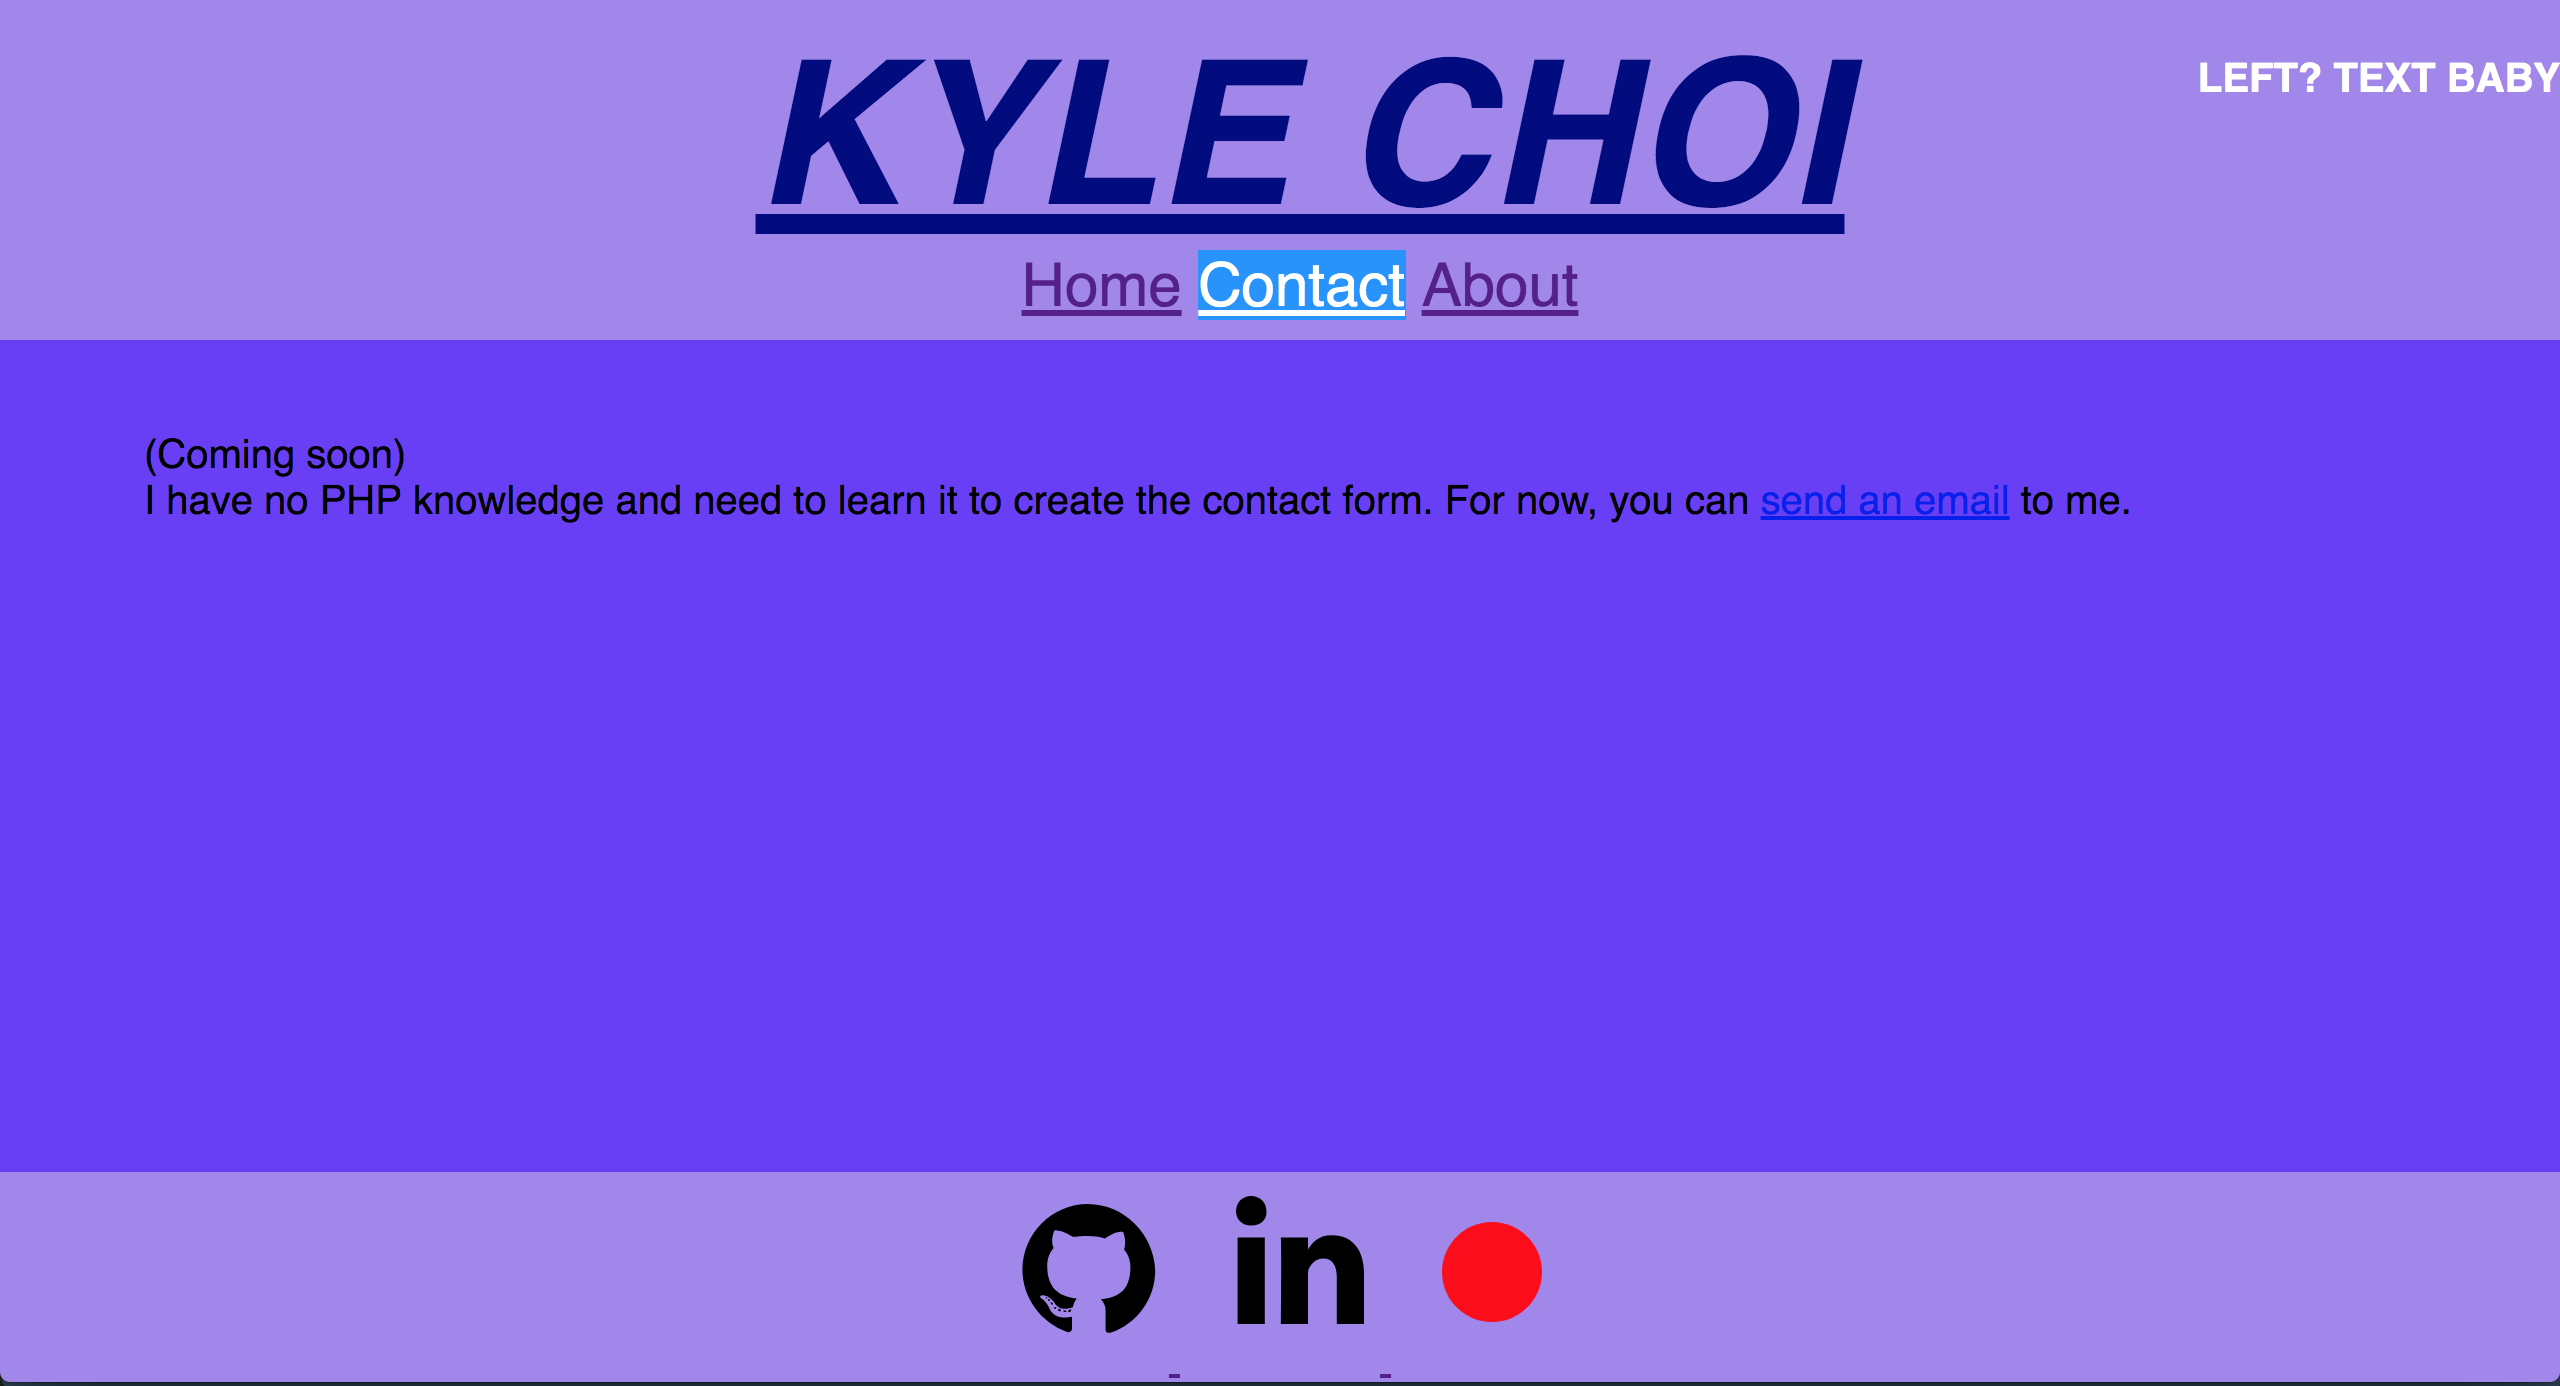 KYLE CHOI
LEFT? TEXT BABY
Home Contact About
(Coming soon)
I have no PHP knowledge and need to learn it to create the contact form. For now, you can send an email to me.
in